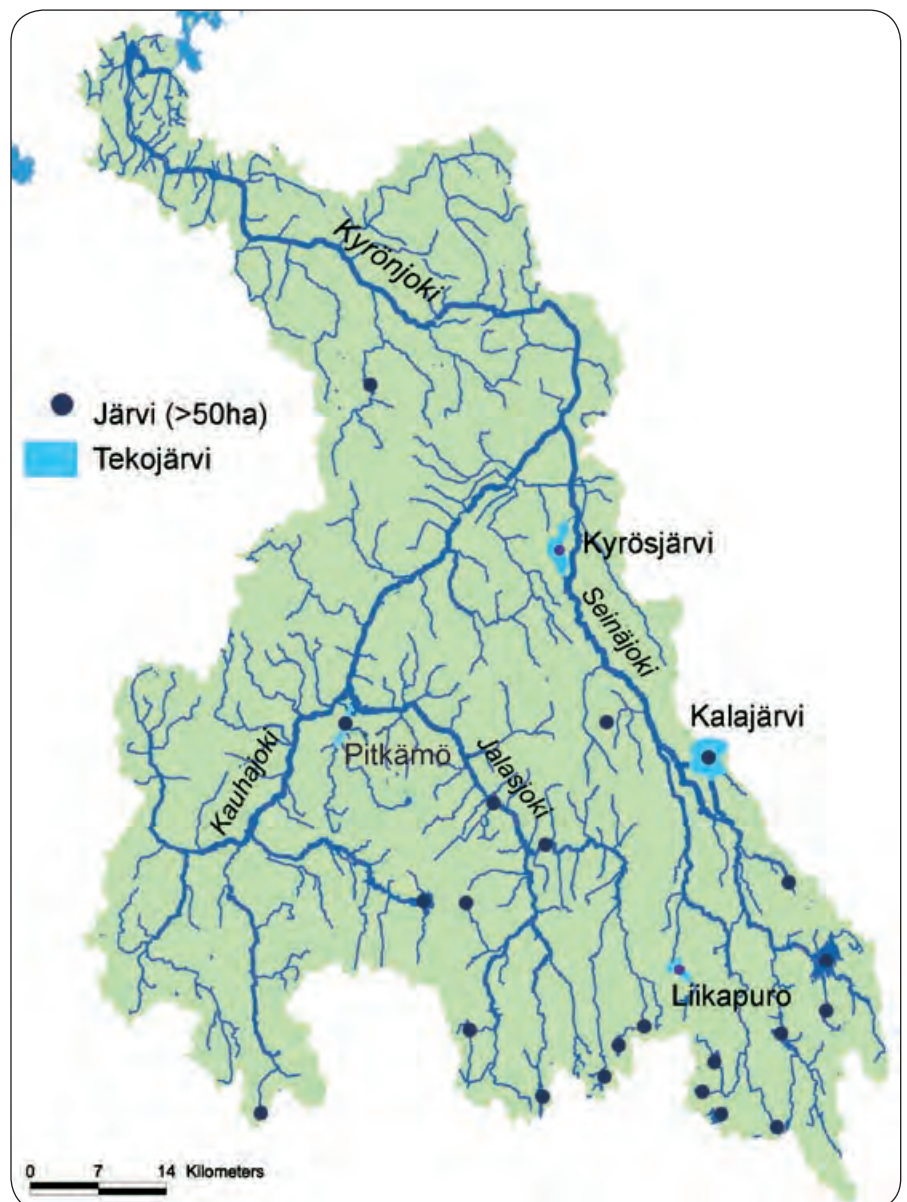 Kyrönjoki
Järvi (>50ha)
Tekojärvi
Kyrösjärvi
Seinäjoki
Kalajärvi
Pitkämö
Jalasjoki
Kauhajoki
Liikapuro
0 7 14 Kilometers